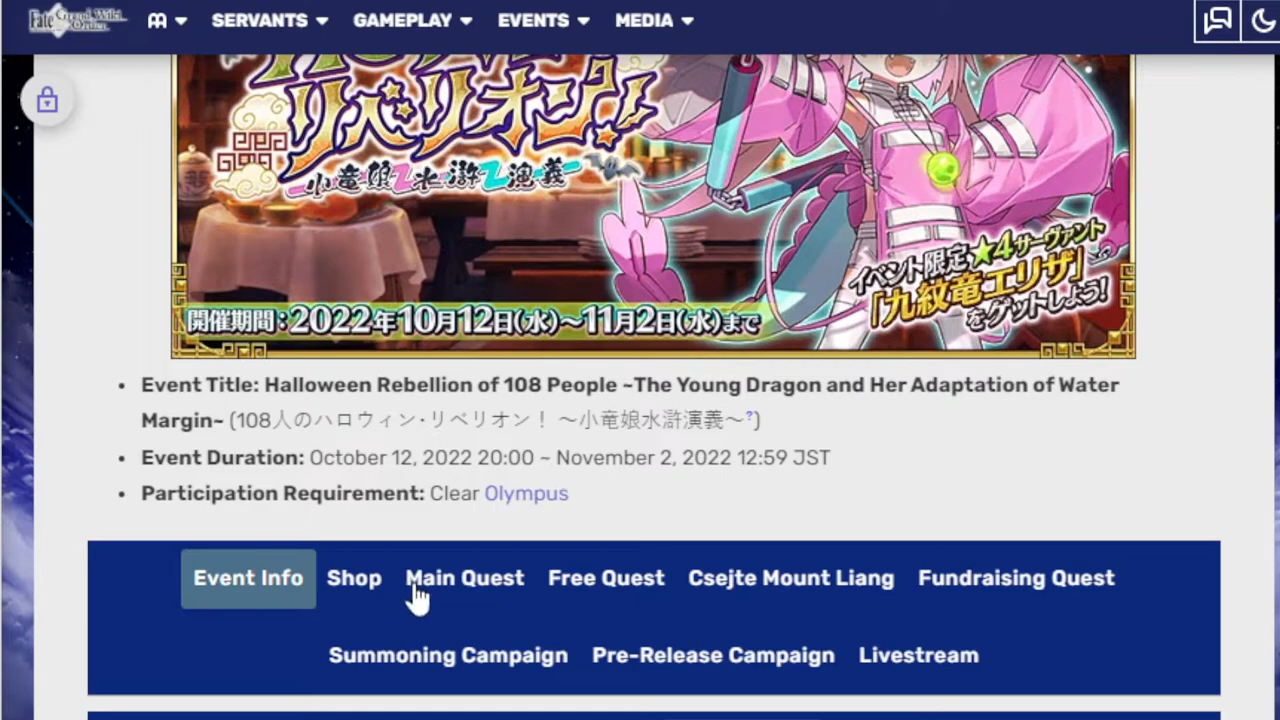 Fate Grand Order Wiki
SERVANTS
GAMEPLAY
EVENTS
MEDIA
リベリオン!
小竜娘水滸演義
イベント限定★4サーヴァント
「九紋竜エリザ」
をゲットしよう!
開催期間:2022年10月12日(水)~11月2日(水)まで
• Event Title: Halloween Rebellion of 108 People ~The Young Dragon and Her Adaptation of Water
Margin~ (108人のハロウィン・リベリオン! ~小竜娘水滸演義~?)
• Event Duration: October 12, 2022 20:00 ~ November 2, 2022 12:59 JST
• Participation Requirement: Clear Olympus
Event Info Shop Main Quest Free Quest Csejte Mount Liang Fundraising Quest
Summoning Campaign Pre-Release Campaign Livestream